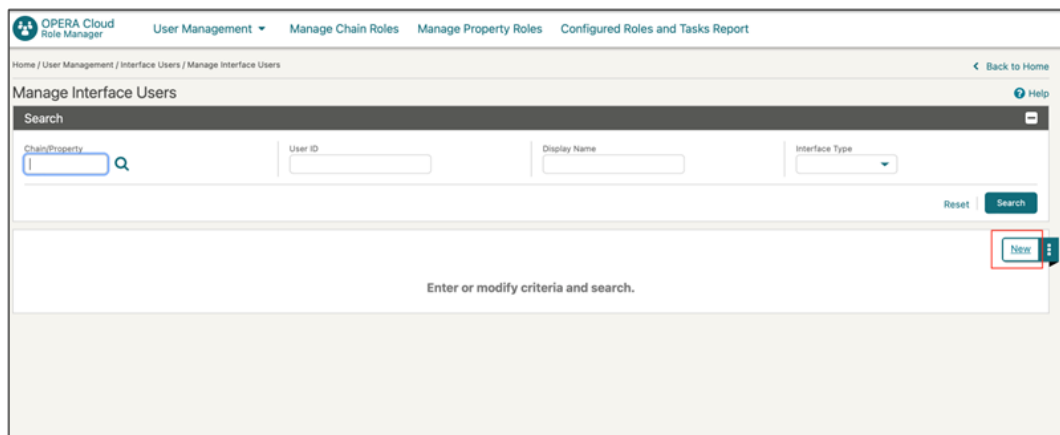 OPERA Cloud
Role Manager
User Management
Manage Chain Roles
Manage Property Roles
Configured Roles and Tasks Report
Home / User Management / Interface Users / Manage Interface Users
Back to Home
Manage Interface Users
Help
Search
Chain/Property
User ID
Display Name
Interface Type
Reset
Search
New
Enter or modify criteria and search.